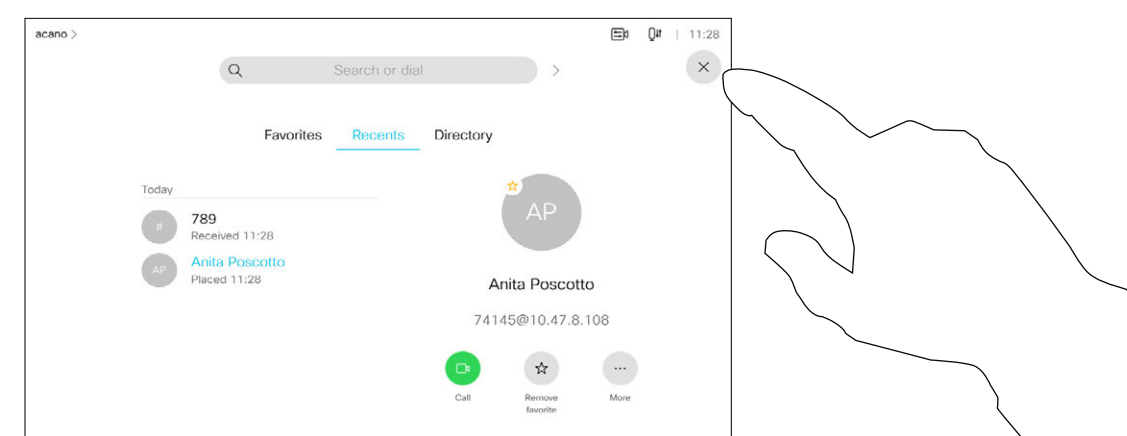 acano >
11:28
Search or dial
Favorites Recents Directory
Today
#
789
Received 11:28
AP
Anita Poscotto
Placed 11:28
AP
Anita Poscotto
74145@10.47.8.108
Call
Remove
favorite
More